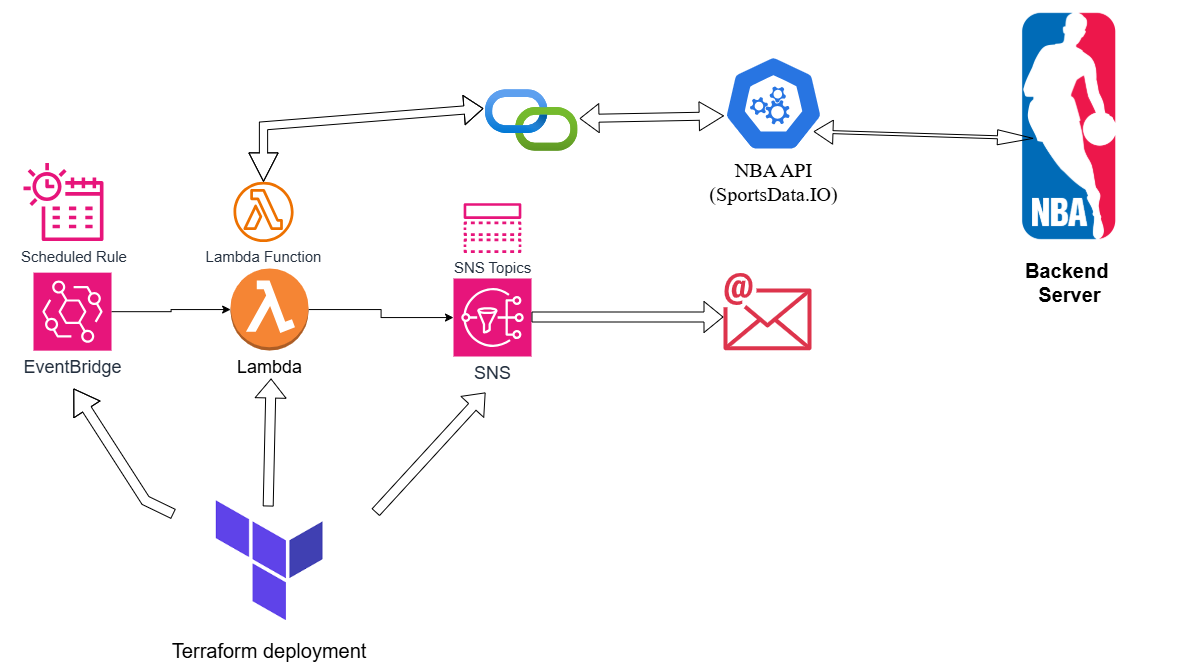 NBA API
(SportsData.IO)
NBA
Scheduled Rule
Lambda Function
SNS Topics
Backend
Server
@
EventBridge
Lambda
SNS
Terraform deployment